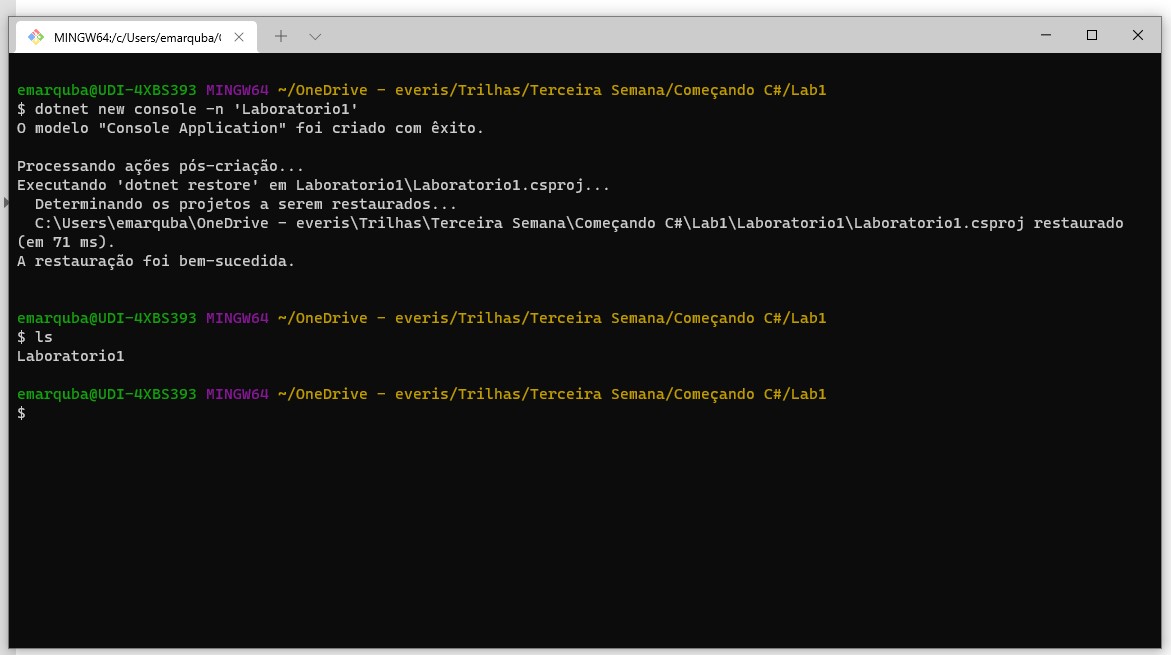 MINGW64:/c/Users/emarquba/
emarquba@UDI-4XBS393 MINGW64 ~/OneDrive - everis/Trilhas/Terceira Semana/Começando C#/Lab1
$ dotnet new console -n 'Laboratorio1'
O modelo "Console Application" foi criado com êxito.
Processando ações pós-criação...
Executando 'dotnet restore' em Laboratorio1\Laboratorio1.csproj...
  Determinando os projetos a serem restaurados...
  C:\Users\emarquba\OneDrive - everis\Trilhas\Terceira Semana\Começando C#\Lab1\Laboratorio1\Laboratorio1.csproj restaurado
(em 71 ms).
A restauração foi bem-sucedida.
emarquba@UDI-4XBS393 MINGW64 ~/OneDrive - everis/Trilhas/Terceira Semana/Começando C#/Lab1
$ ls
Laboratorio1
emarquba@UDI-4XBS393 MINGW64 ~/OneDrive - everis/Trilhas/Terceira Semana/Começando C#/Lab1
$